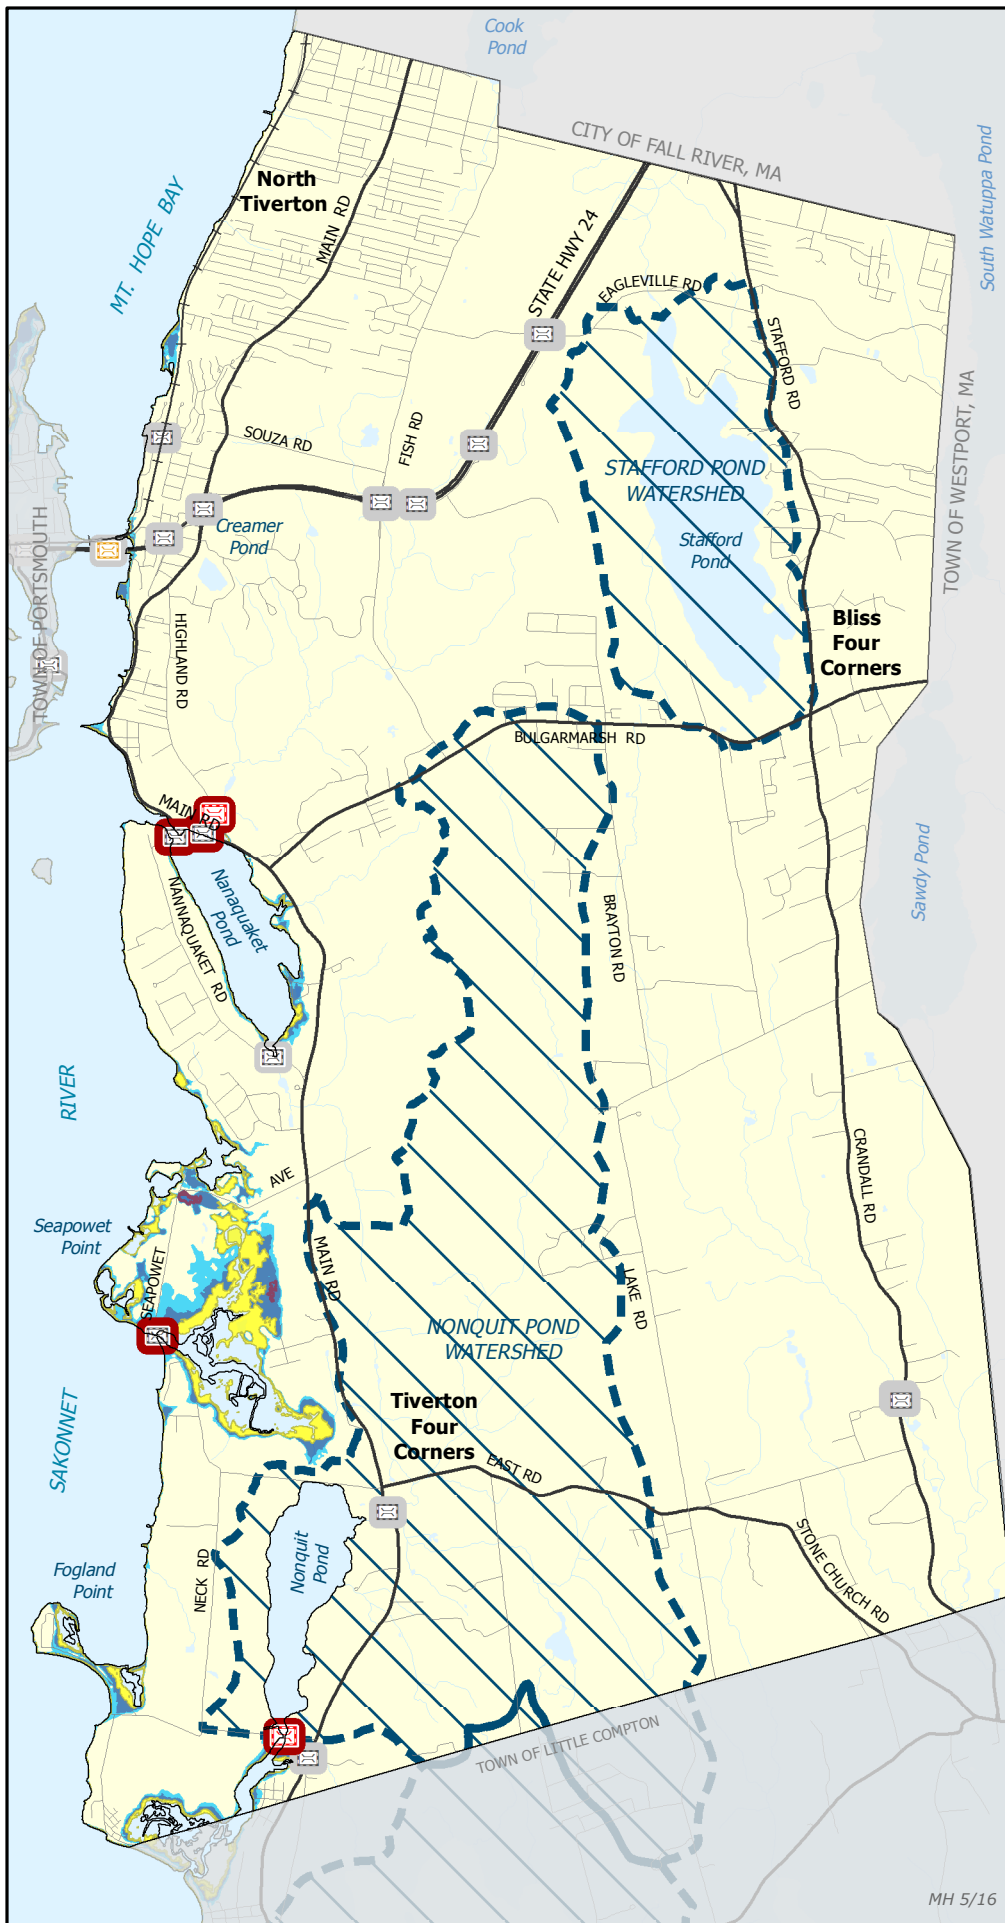 Cook
Pond
CITY OF FALL RIVER, MA
South Watuppa Pond
North
Tiverton
MAIN RD
MT. HOPE BAY
STATE HWY 24
EAGLEVILLE RD
STAFFORD RD
TOWN OF WESTPORT, MA
SOUZA RD
FISH RD
STAFFORD POND
WATERSHED
Creamer
Pond
Stafford
Pond
TOWN OF PORTSMOUTH
HIGHLAND RD
Bliss
Four
Corners
BULGARMARSH RD
MAIN RD
Nanaquaket
Pond
NANNAQUAKET RD
Sawdy Pond
BRAYTON RD
RIVER
CRANDALL RD
AVE
Seapowet
Point
SEAPOWET
MAIN RD
LAKE RD
NONQUIT POND
WATERSHED
SAKONNET
Tiverton
Four
Corners
EAST RD
STONE CHURCH RD
Fogland
Point
NECK RD
Nonquit
Pond
TOWN OF LITTLE COMPTON
MH 5/16